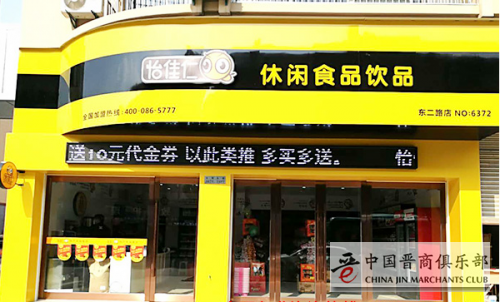 怡佳仁 休闲食品饮品
全国加盟热线:400-086-5777 东二路店 NO:6372
送10元代金券 以此类推 多买多送。 怡
中国晋商俱乐部
CHINA JIN MARCHANTS CLUB